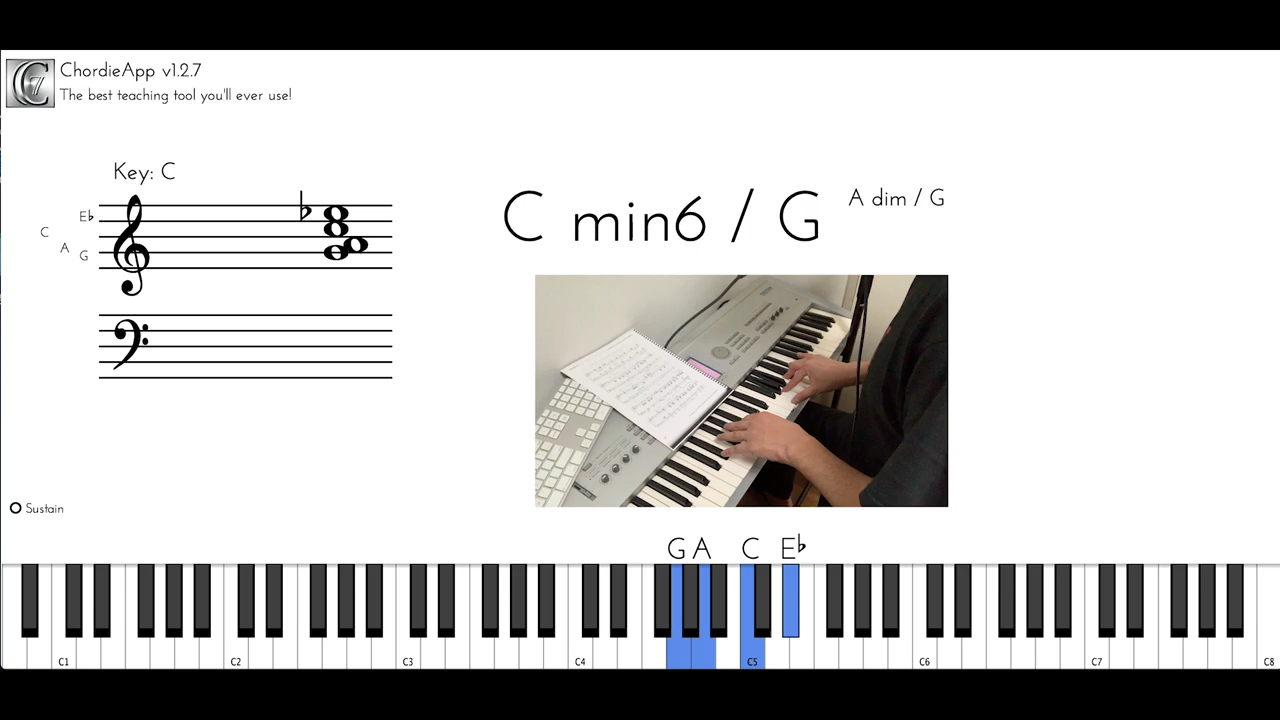 ChordieApp v1.2.7
The best teaching tool you'll ever use!
Key: C
C min6 / G
A dim / G
E♭
C
A
G
Sustain
G A C E♭
C1 C2 C3 C4 C5 C6 C7 C8